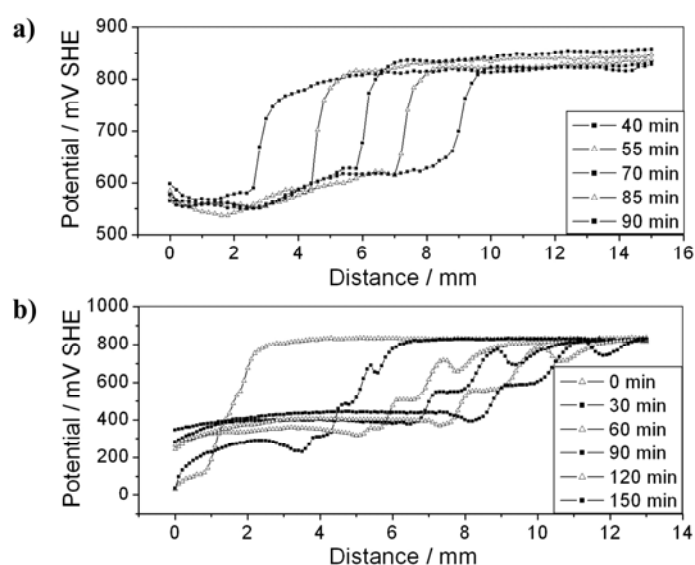 a)
Potential / mV SHE
900
800
700
600
500
0 2 4 6 8 10 12 14 16
Distance / mm
40 min
55 min
70 min
85 min
90 min
b)
Potential / mV SHE
1000
800
600
400
200
0
0 2 4 6 8 10 12 14
Distance / mm
0 min
30 min
60 min
90 min
120 min
150 min